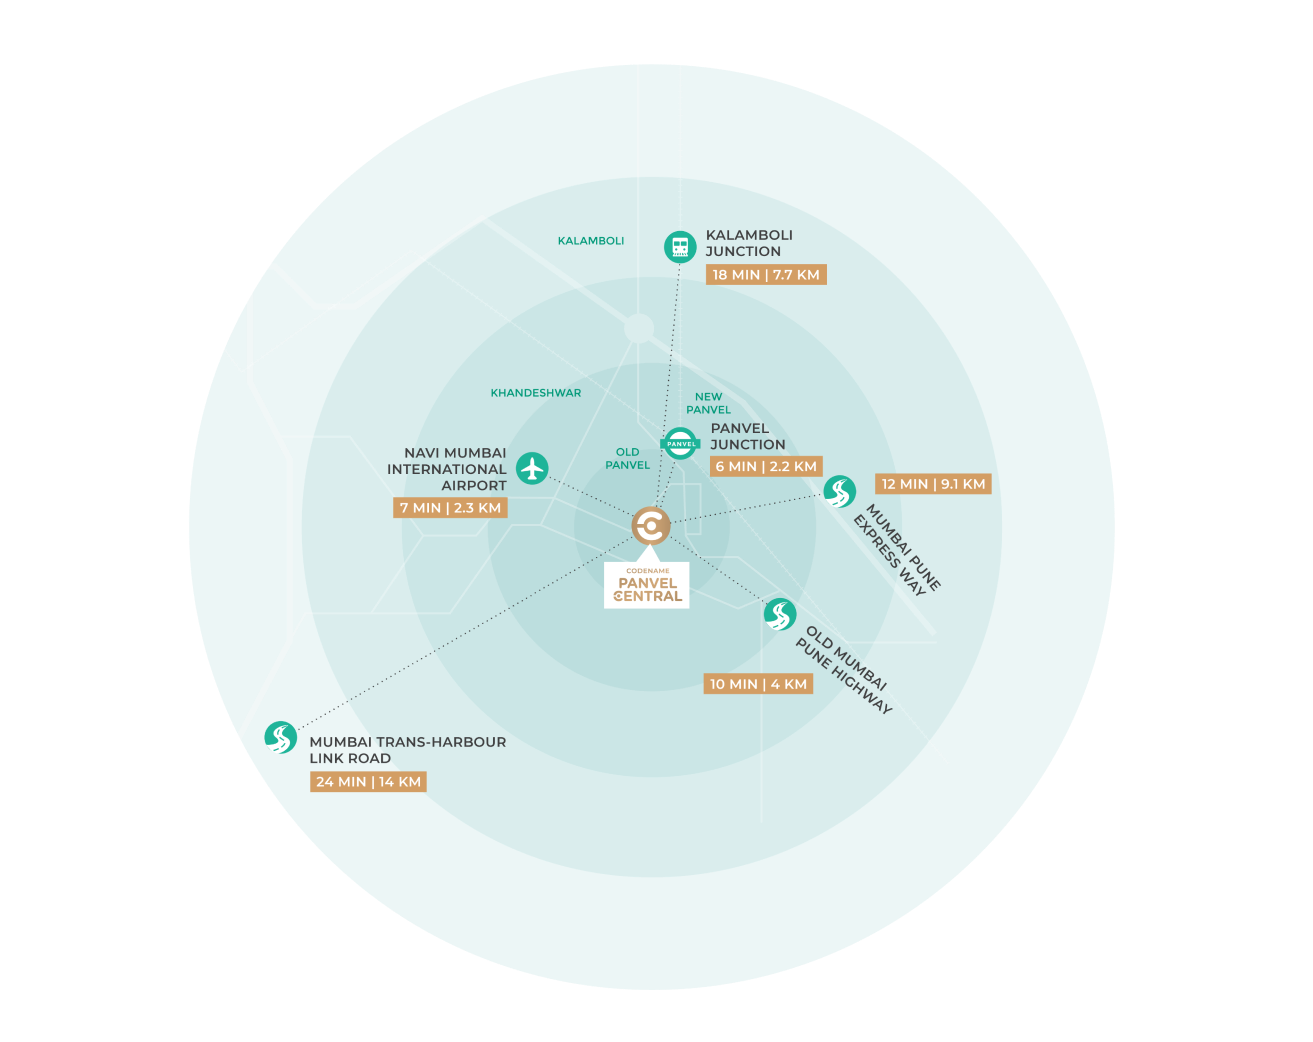 KALAMBOLI
KALAMBOLI
JUNCTION
18 MIN | 7.7 KM
KHANDESHWAR
NEW
PANVEL
PANVEL
JUNCTION
PANVEL
6 MIN | 2.2 KM
OLD
PANVEL
NAVI MUMBAI
INTERNATIONAL
AIRPORT
7 MIN | 2.3 KM
12 MIN | 9.1 KM
MUMBAI PUNE
EXPRESS WAY
CODENAME
PANVEL
CENTRAL
OLD MUMBAI
PUNE HIGHWAY
10 MIN | 4 KM
MUMBAI TRANS-HARBOUR
LINK ROAD
24 MIN | 14 KM